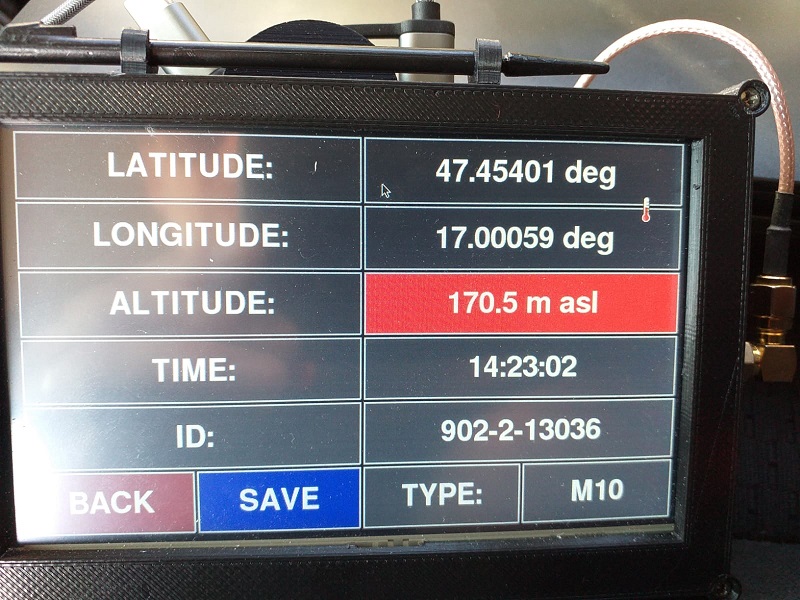 LATITUDE: 47.45401 deg
LONGITUDE: 17.00059 deg
ALTITUDE: 170.5 m asl
TIME: 14:23:02
ID: 902-2-13036
BACK SAVE TYPE: M10